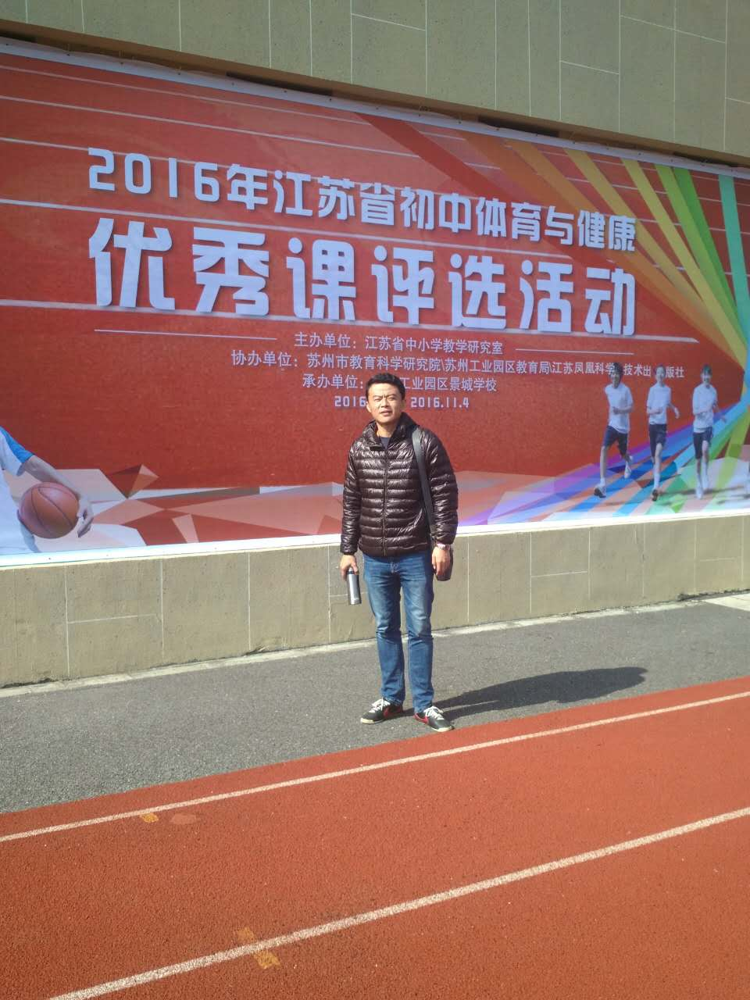 2016年江苏省初中体育与健康
优秀课评选活动
主办单位：江苏省中小学教学研究室
协办单位：苏州市教育科学研究院\苏州工业园区教育局\江苏凤凰科学 技术出 版社
承办单位： 工业园区景城学校
2016 2016.11.4